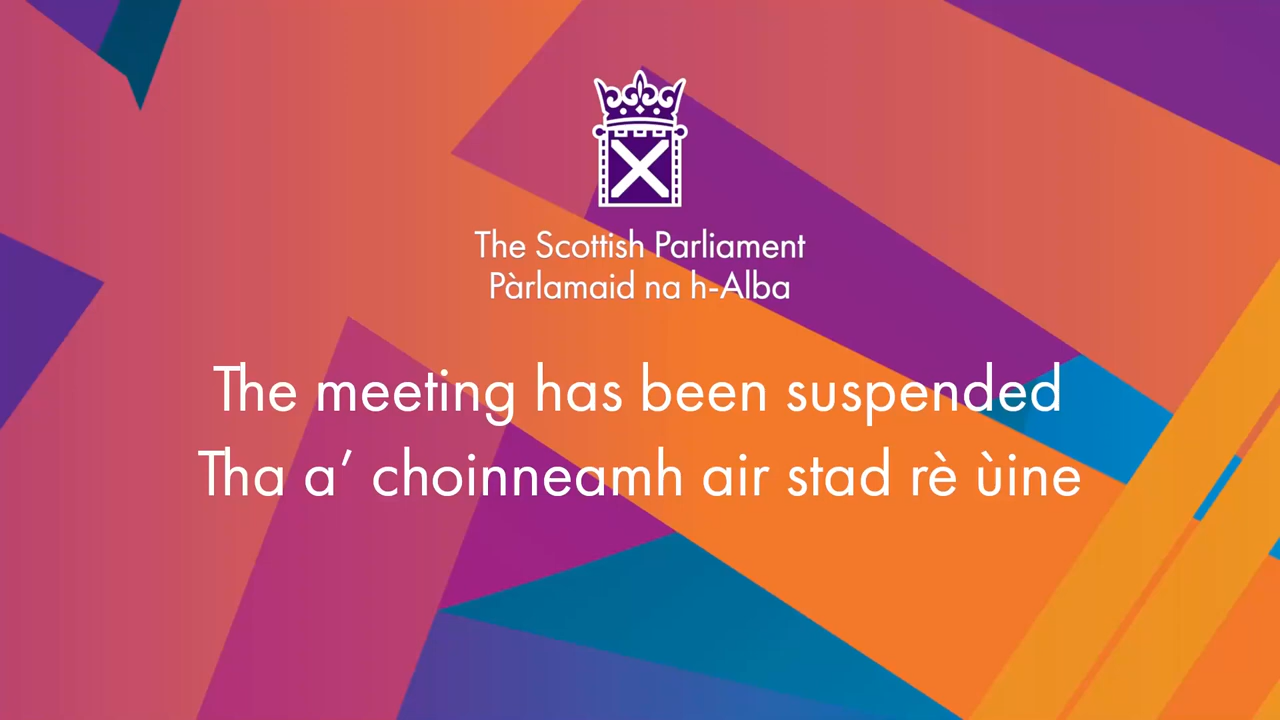 The Scottish Parliament
Pàrlamaid na h-Alba
The meeting has been suspended
Tha a’ choinneamh air stad rè ùine